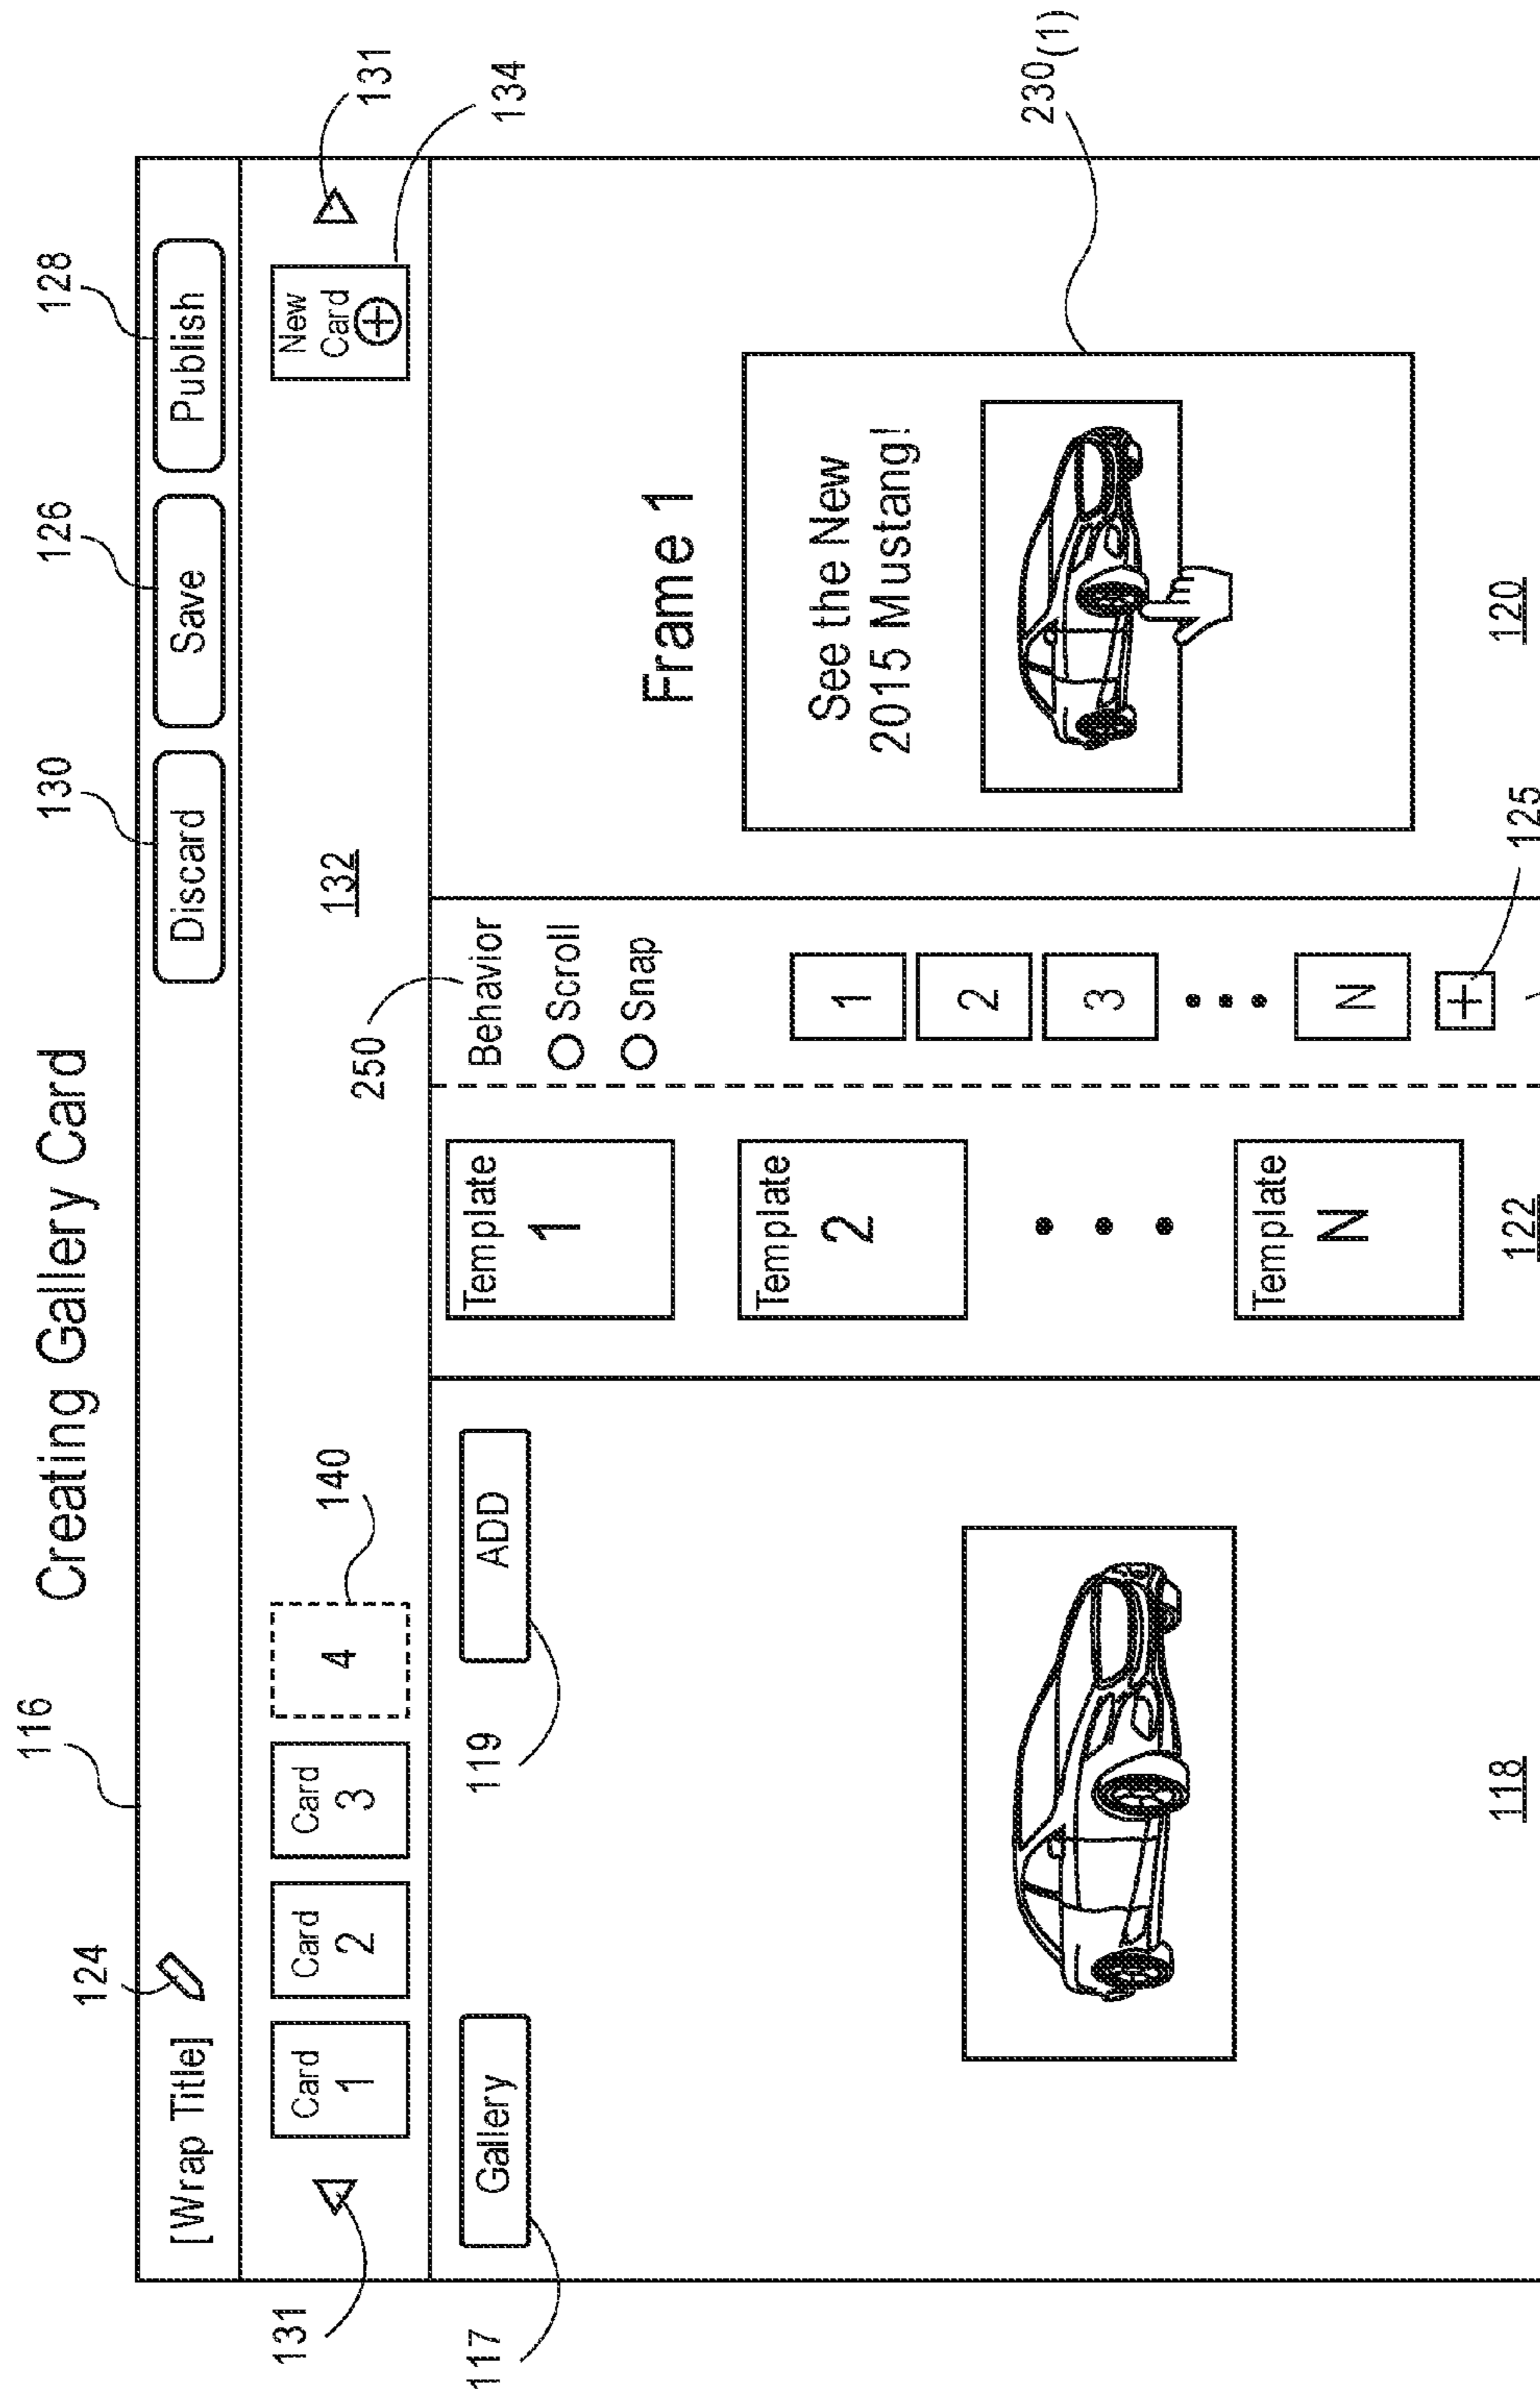 Creating Gallery Card
116
124
130
126
128
[Wrap Title]
Discard
Save
Publish
131
131
134
Card
1
Card
2
Card
3
4
140
132
New
Card
117
Gallery
119
ADD
250
Template
1
Template
2
Template
N
Behavior
Scroll
Snap
1
2
3
N
+
125
Frame 1
See the New
2015 Mustang!
230(1)
118
122
120